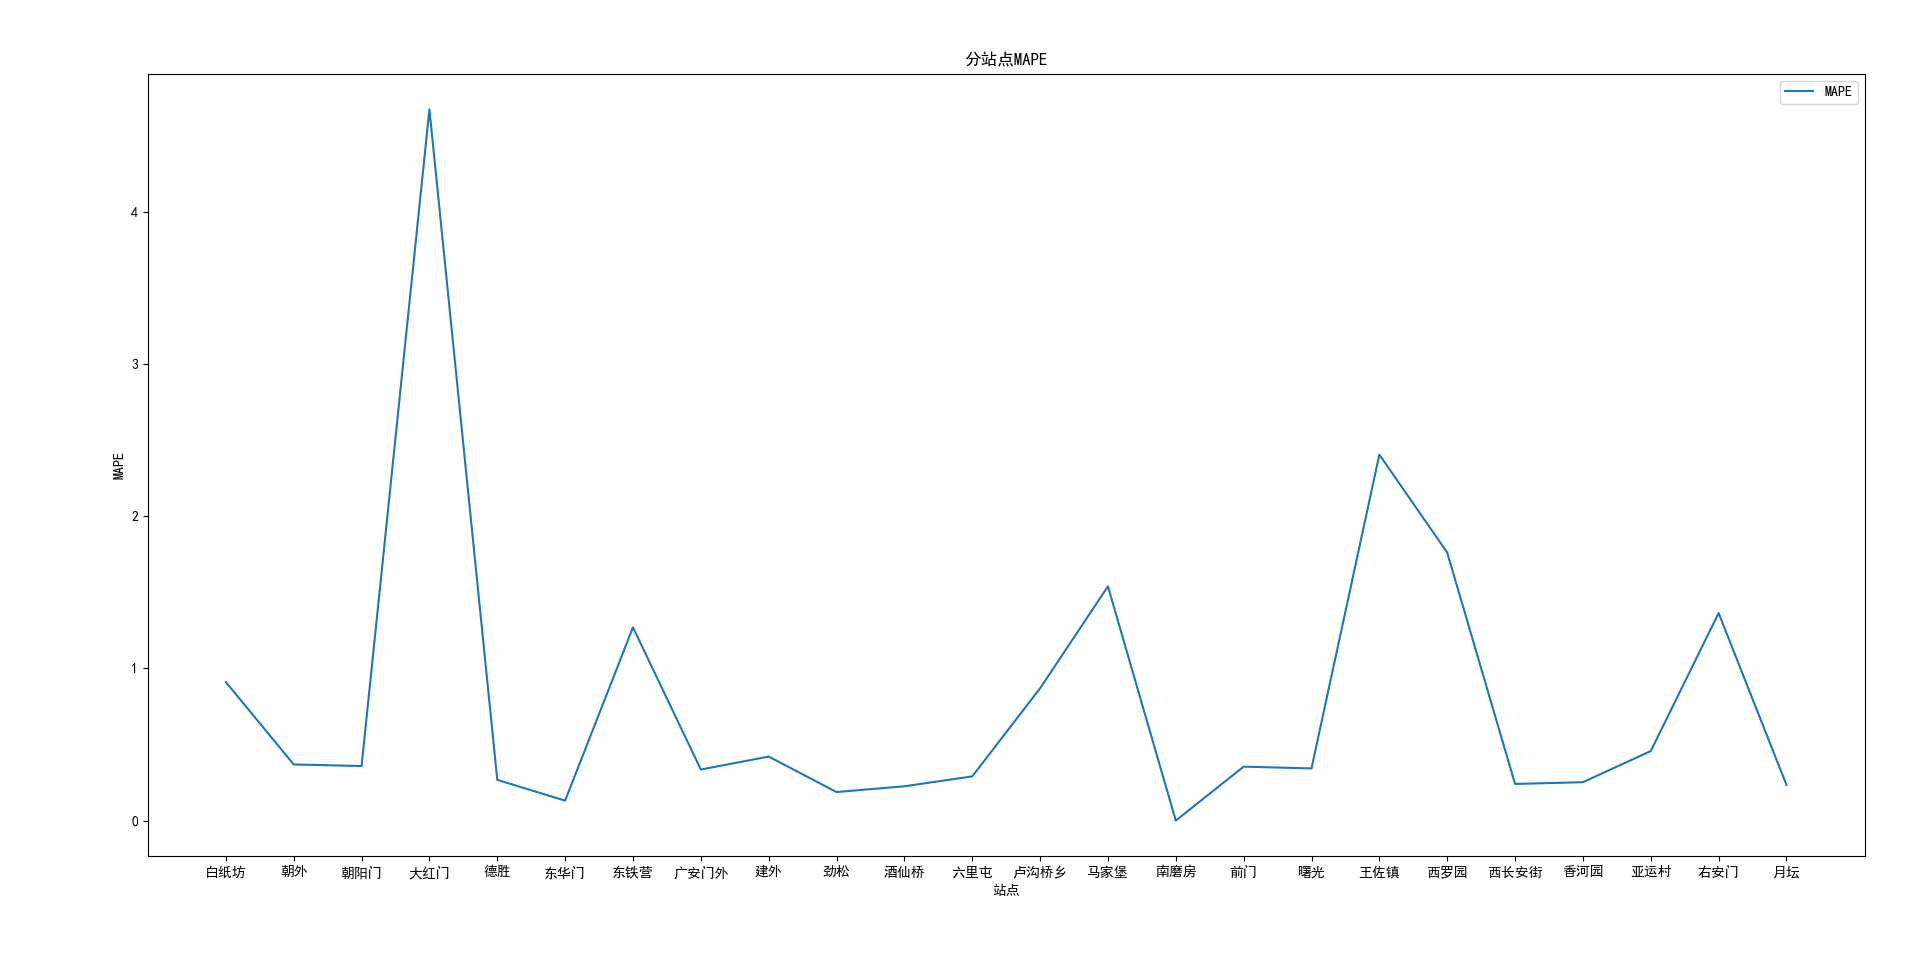 分站点MAPE
MAPE
MAPE
4
3
2
1
0
白纸坊 朝外 朝阳门 大红门 德胜 东华门 东铁营 广安门外 建外 劲松 酒仙桥 六里屯 卢沟桥乡 马家堡 南磨房 前门 曙光 王佐镇 西罗园 西长安街 香河园 亚运村 右安门 月坛
站点